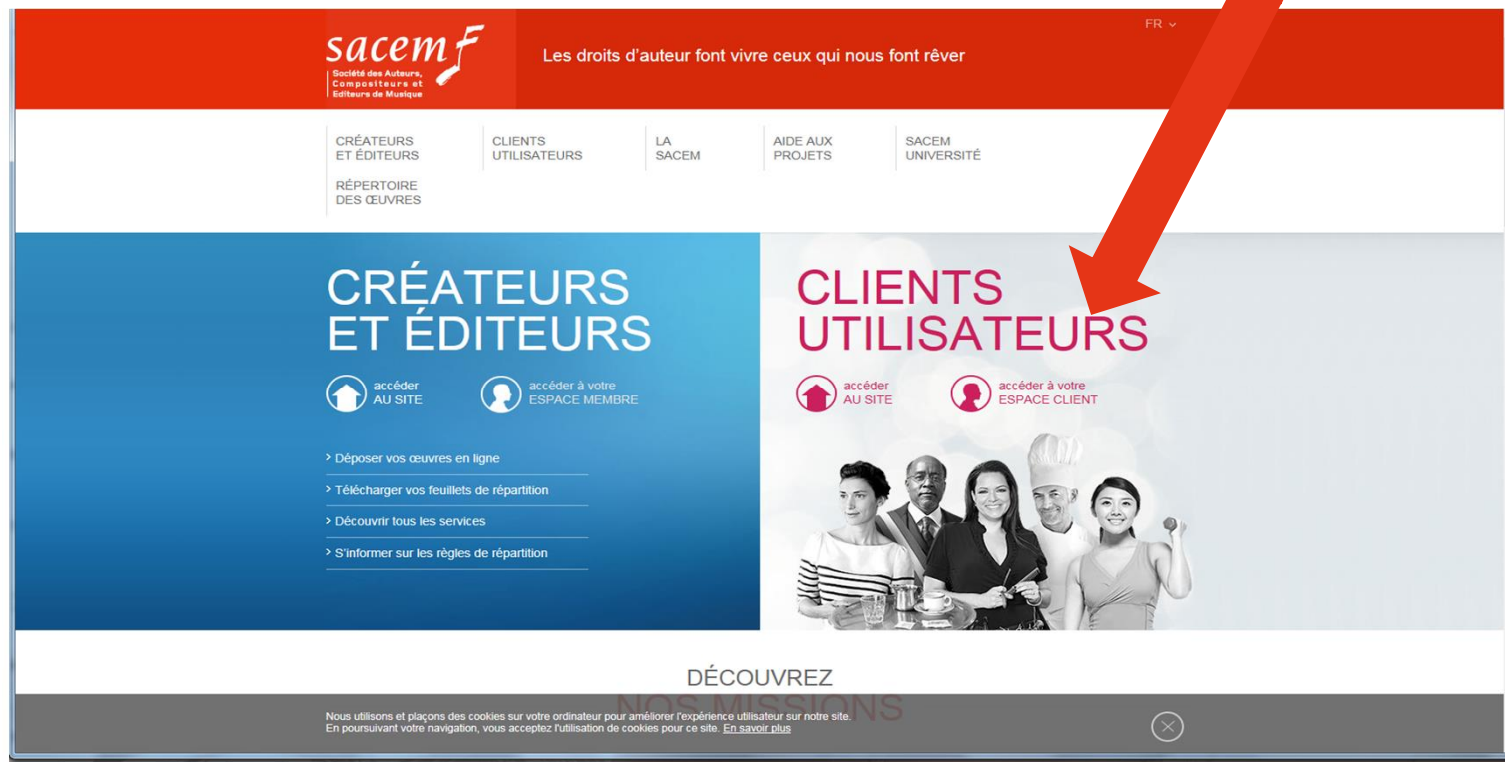 FR
sacem
Société des Auteurs,
Compositeurs et
Editeurs de Musique
Les droits d'auteur font vivre ceux qui nous font rêver
CRÉATEURS
ET ÉDITEURS
CLIENTS
UTILISATEURS
LA
SACEM
AIDE AUX
PROJETS
SACEM
UNIVERSITÉ
RÉPERTOIRE
DES ŒUVRES
CRÉATEURS
ET ÉDITEURS
accéder
AU SITE
accéder à votre
ESPACE MEMBRE
> Déposer vos œuvres en ligne
> Télécharger vos feuillets de répartition
> Découvrir tous les services
> S'informer sur les règles de répartition
CLIENTS
UTILISATEURS
accéder
AU SITE
accéder à votre
ESPACE CLIENT
DÉCOUVREZ
NOS MISSIONS
Nous utilisons et plaçons des cookies sur votre ordinateur pour améliorer l'expérience utilisateur sur notre site.
En poursuivant votre navigation, vous acceptez l'utilisation de cookies pour ce site. En savoir plus